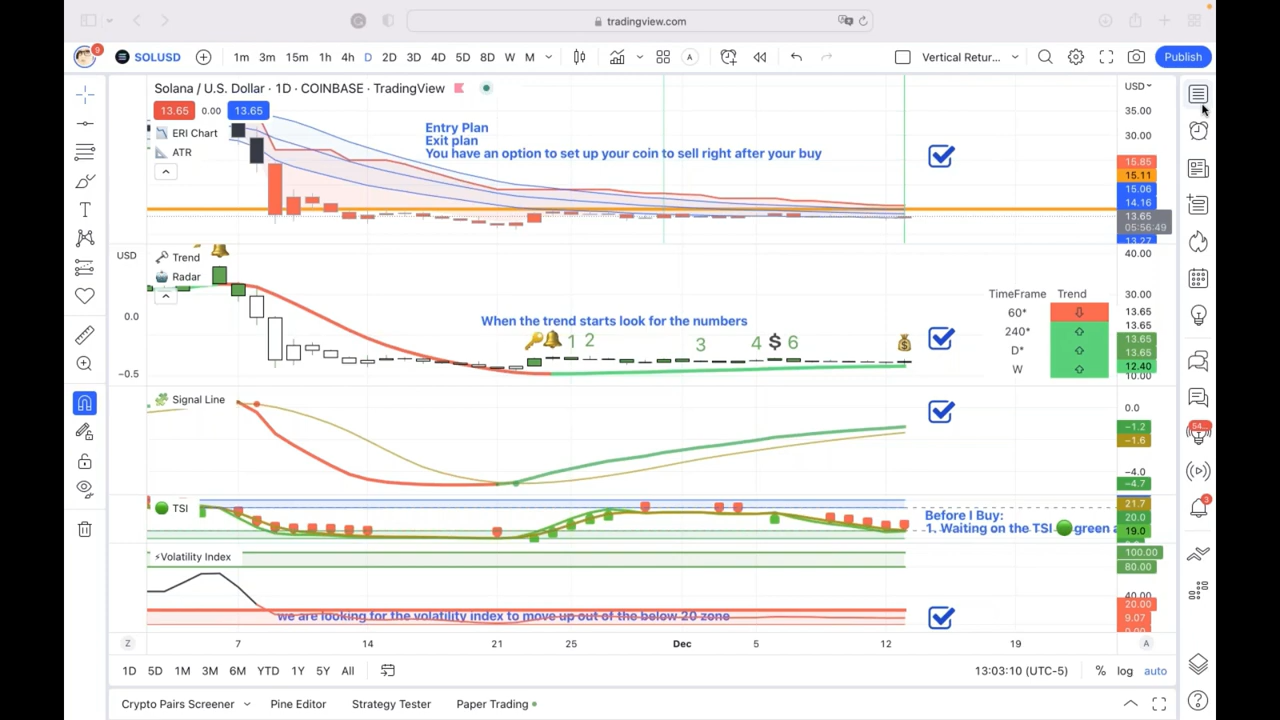 tradingview.com
9
SOLUSD
1m 3m 15m 1h 4h D 2D 3D 4D 5D 8D W M
A
Vertical Retur...
Publish
Solana / U.S. Dollar · 1D · COINBASE · TradingView
USD
13.65 0.00 13.65
35.00
ERI Chart
30.00
ATR
Entry Plan
Exit plan
You have an option to set up your coin to sell right after your buy
15.85
15.11
15.06
14.16
13.65
05:56:49
13.27
USD
Trend
Radar
40.00
30.00
0.0
−0.5
When the trend starts look for the numbers
1 2 3 4 $ 6
TimeFrame Trend
60*
240*
D*
W
13.65
13.65
13.65
13.65
12.40
10.00
Signal Line
0.0
−1.2
−1.6
−4.0
−4.7
TSI
Before I Buy:
1. Waiting on the TSI green
21.7
20.0
19.0
⚡Volatility Index
100.00
80.00
40.00
20.00
9.07
0.00
we are looking for the volatility index to move up out of the below 20 zone
Z 7 14 21 25 Dec 5 12 19 A
1D 5D 1M 3M 6M YTD 1Y 5Y All
13:03:10 (UTC-5) % log auto
Crypto Pairs Screener Pine Editor Strategy Tester Paper Trading
54...
3